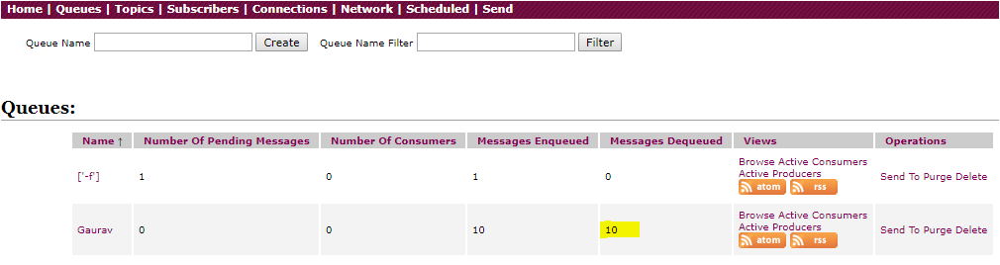 Home | Queues | Topics | Subscribers | Connections | Network | Scheduled | Send
Queue Name Create Queue Name Filter Filter
Queues:
Name ↑ Number Of Pending Messages Number Of Consumers Messages Enqueued Messages Dequeued Views Operations
['-f'] 1 0 1 0 Browse Active Consumers
Active Producers
atom rss
Send To Purge Delete
Gaurav 0 0 10 10 Browse Active Consumers
Active Producers
atom rss
Send To Purge Delete